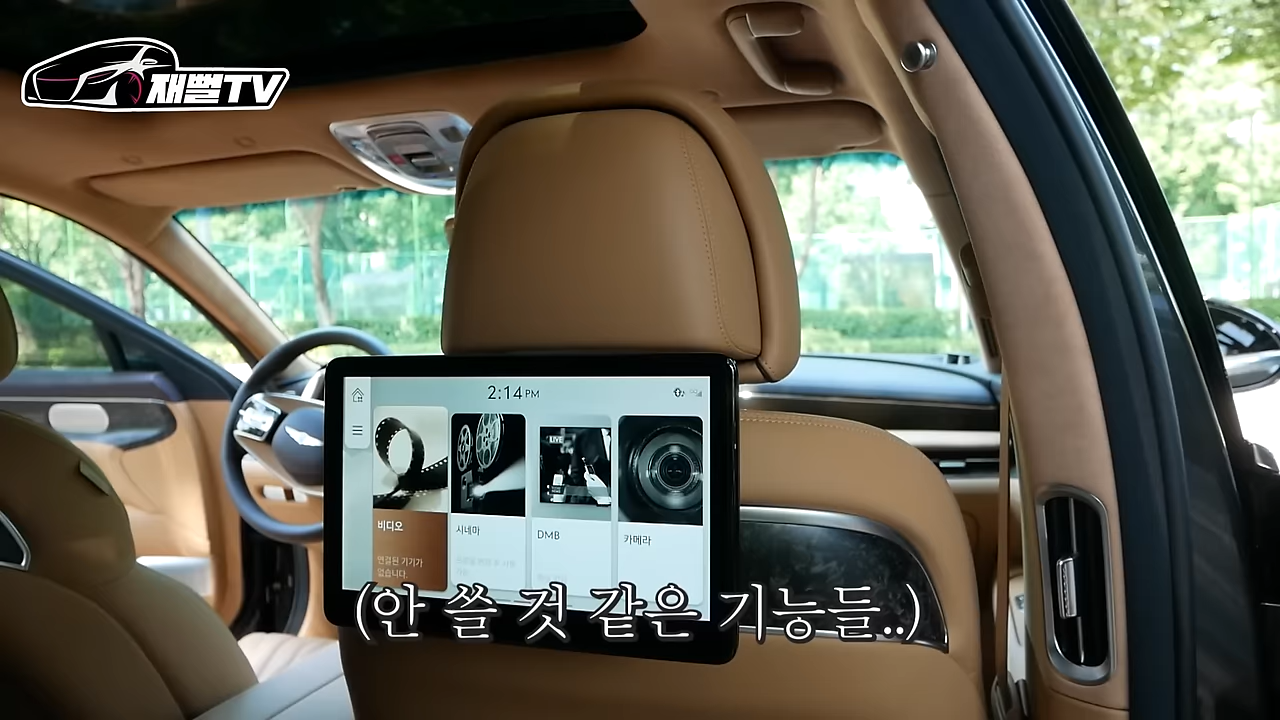 재뻘TV
2:14 PM
비디오
연결된 기기가
없습니다
시네마
DMB
카메라
(안 쓸 것 같은 기능들..)